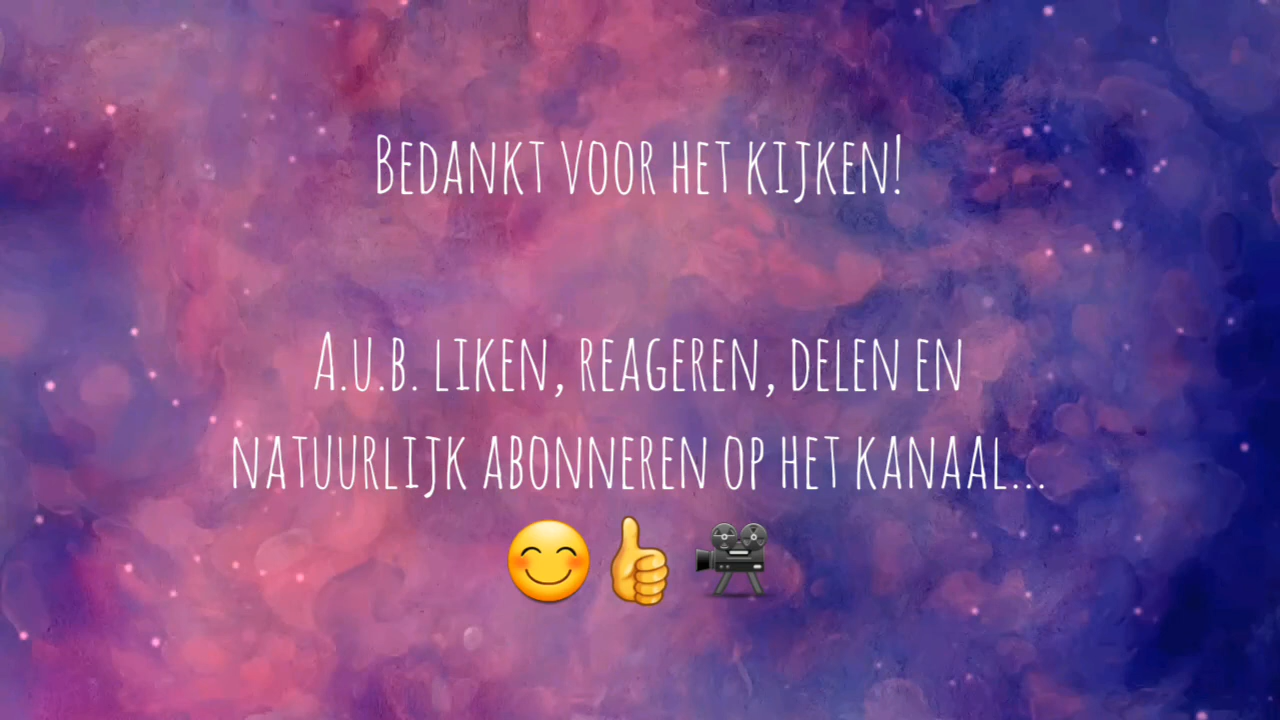 Bedankt voor het kijken!
A.u.b. liken, reageren, delen en
natuurlijk abonneren op het kanaal...
😊👍🎥